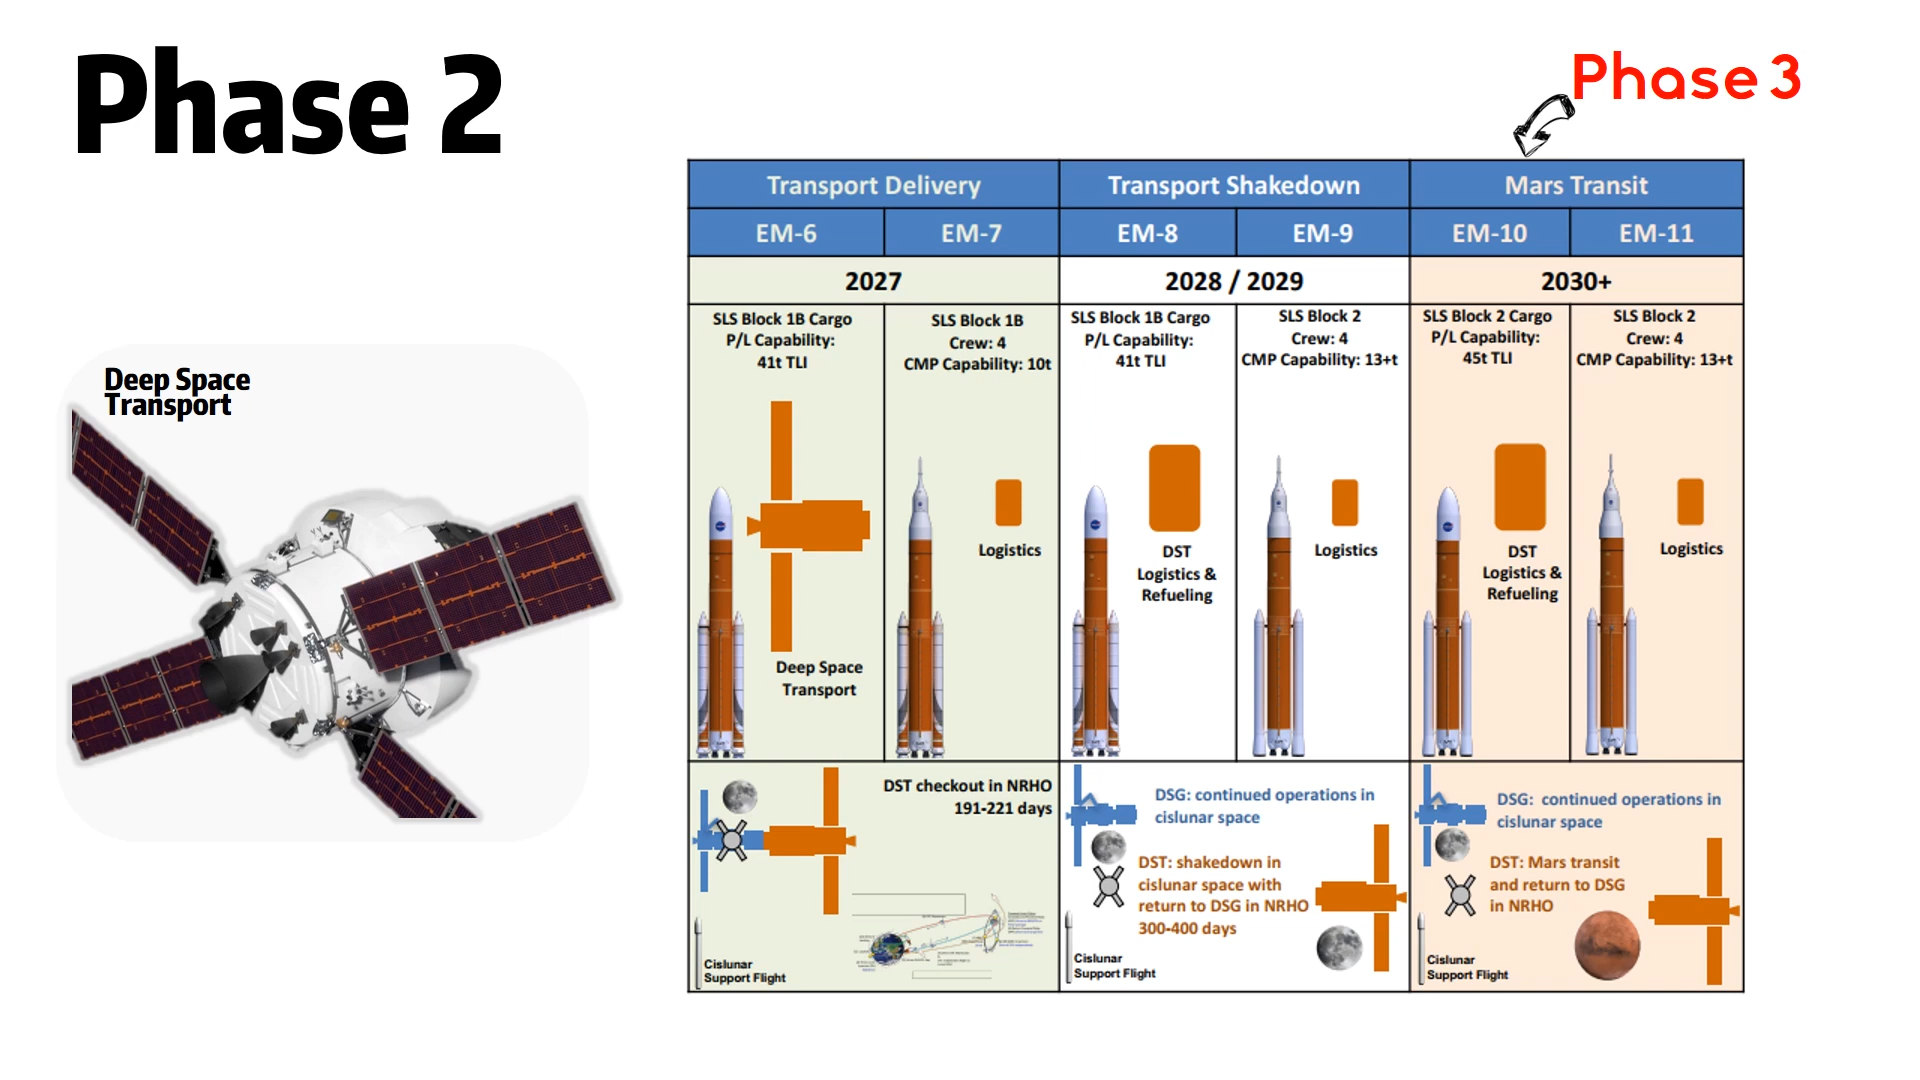 Phase 2
Phase 3
Deep Space
Transport
Transport Delivery
Transport Shakedown
Mars Transit
EM-6
EM-7
EM-8
EM-9
EM-10
EM-11
2027
2028 / 2029
2030+
SLS Block 1B Cargo
P/L Capability:
41t TLI
SLS Block 1B
Crew: 4
CMP Capability: 10t
SLS Block 1B Cargo
P/L Capability:
41t TLI
SLS Block 2
Crew: 4
CMP Capability: 13+t
SLS Block 2 Cargo
P/L Capability:
45t TLI
SLS Block 2
Crew: 4
CMP Capability: 13+t
Deep Space
Transport
Logistics
DST
Logistics &
Refueling
Logistics
DST
Logistics &
Refueling
Logistics
DST checkout in NRHO
191-221 days
Cislunar
Support Flight
DSG: continued operations in
cislunar space
DST: shakedown in
cislunar space with
return to DSG in NRHO
300-400 days
Cislunar
Support Flight
DSG: continued operations in
cislunar space
DST: Mars transit
and return to DSG
in NRHO
Cislunar
Support Flight